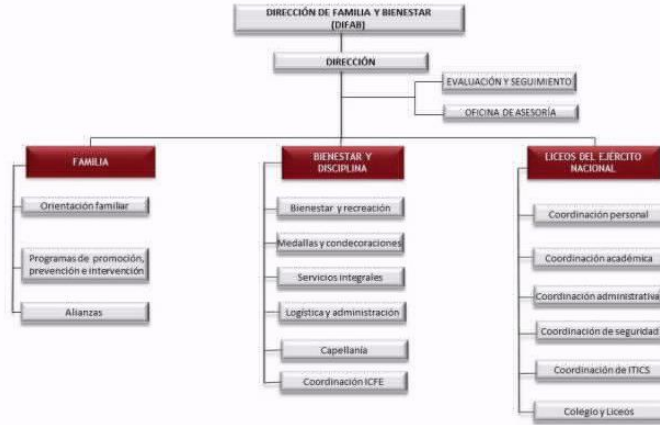 DIRECCIÓN DE FAMILIA Y BIENESTAR
(DIFAB)
DIRECCIÓN
EVALUACIÓN Y SEGUIMIENTO
OFICINA DE ASESORÍA
FAMILIA
Orientación familiar
Programas de promoción,
prevención e intervención
Alianzas
BIENESTAR Y
DISCIPLINA
Bienestar y recreación
Medallas y condecoraciones
Servicios integrales
Logística y administración
Capellanía
Coordinación ICFE
LICEOS DEL EJÉRCITO
NACIONAL
Coordinación personal
Coordinación académica
Coordinación administrativa
Coordinación de seguridad
Coordinación de ITICS
Colegio y Liceos